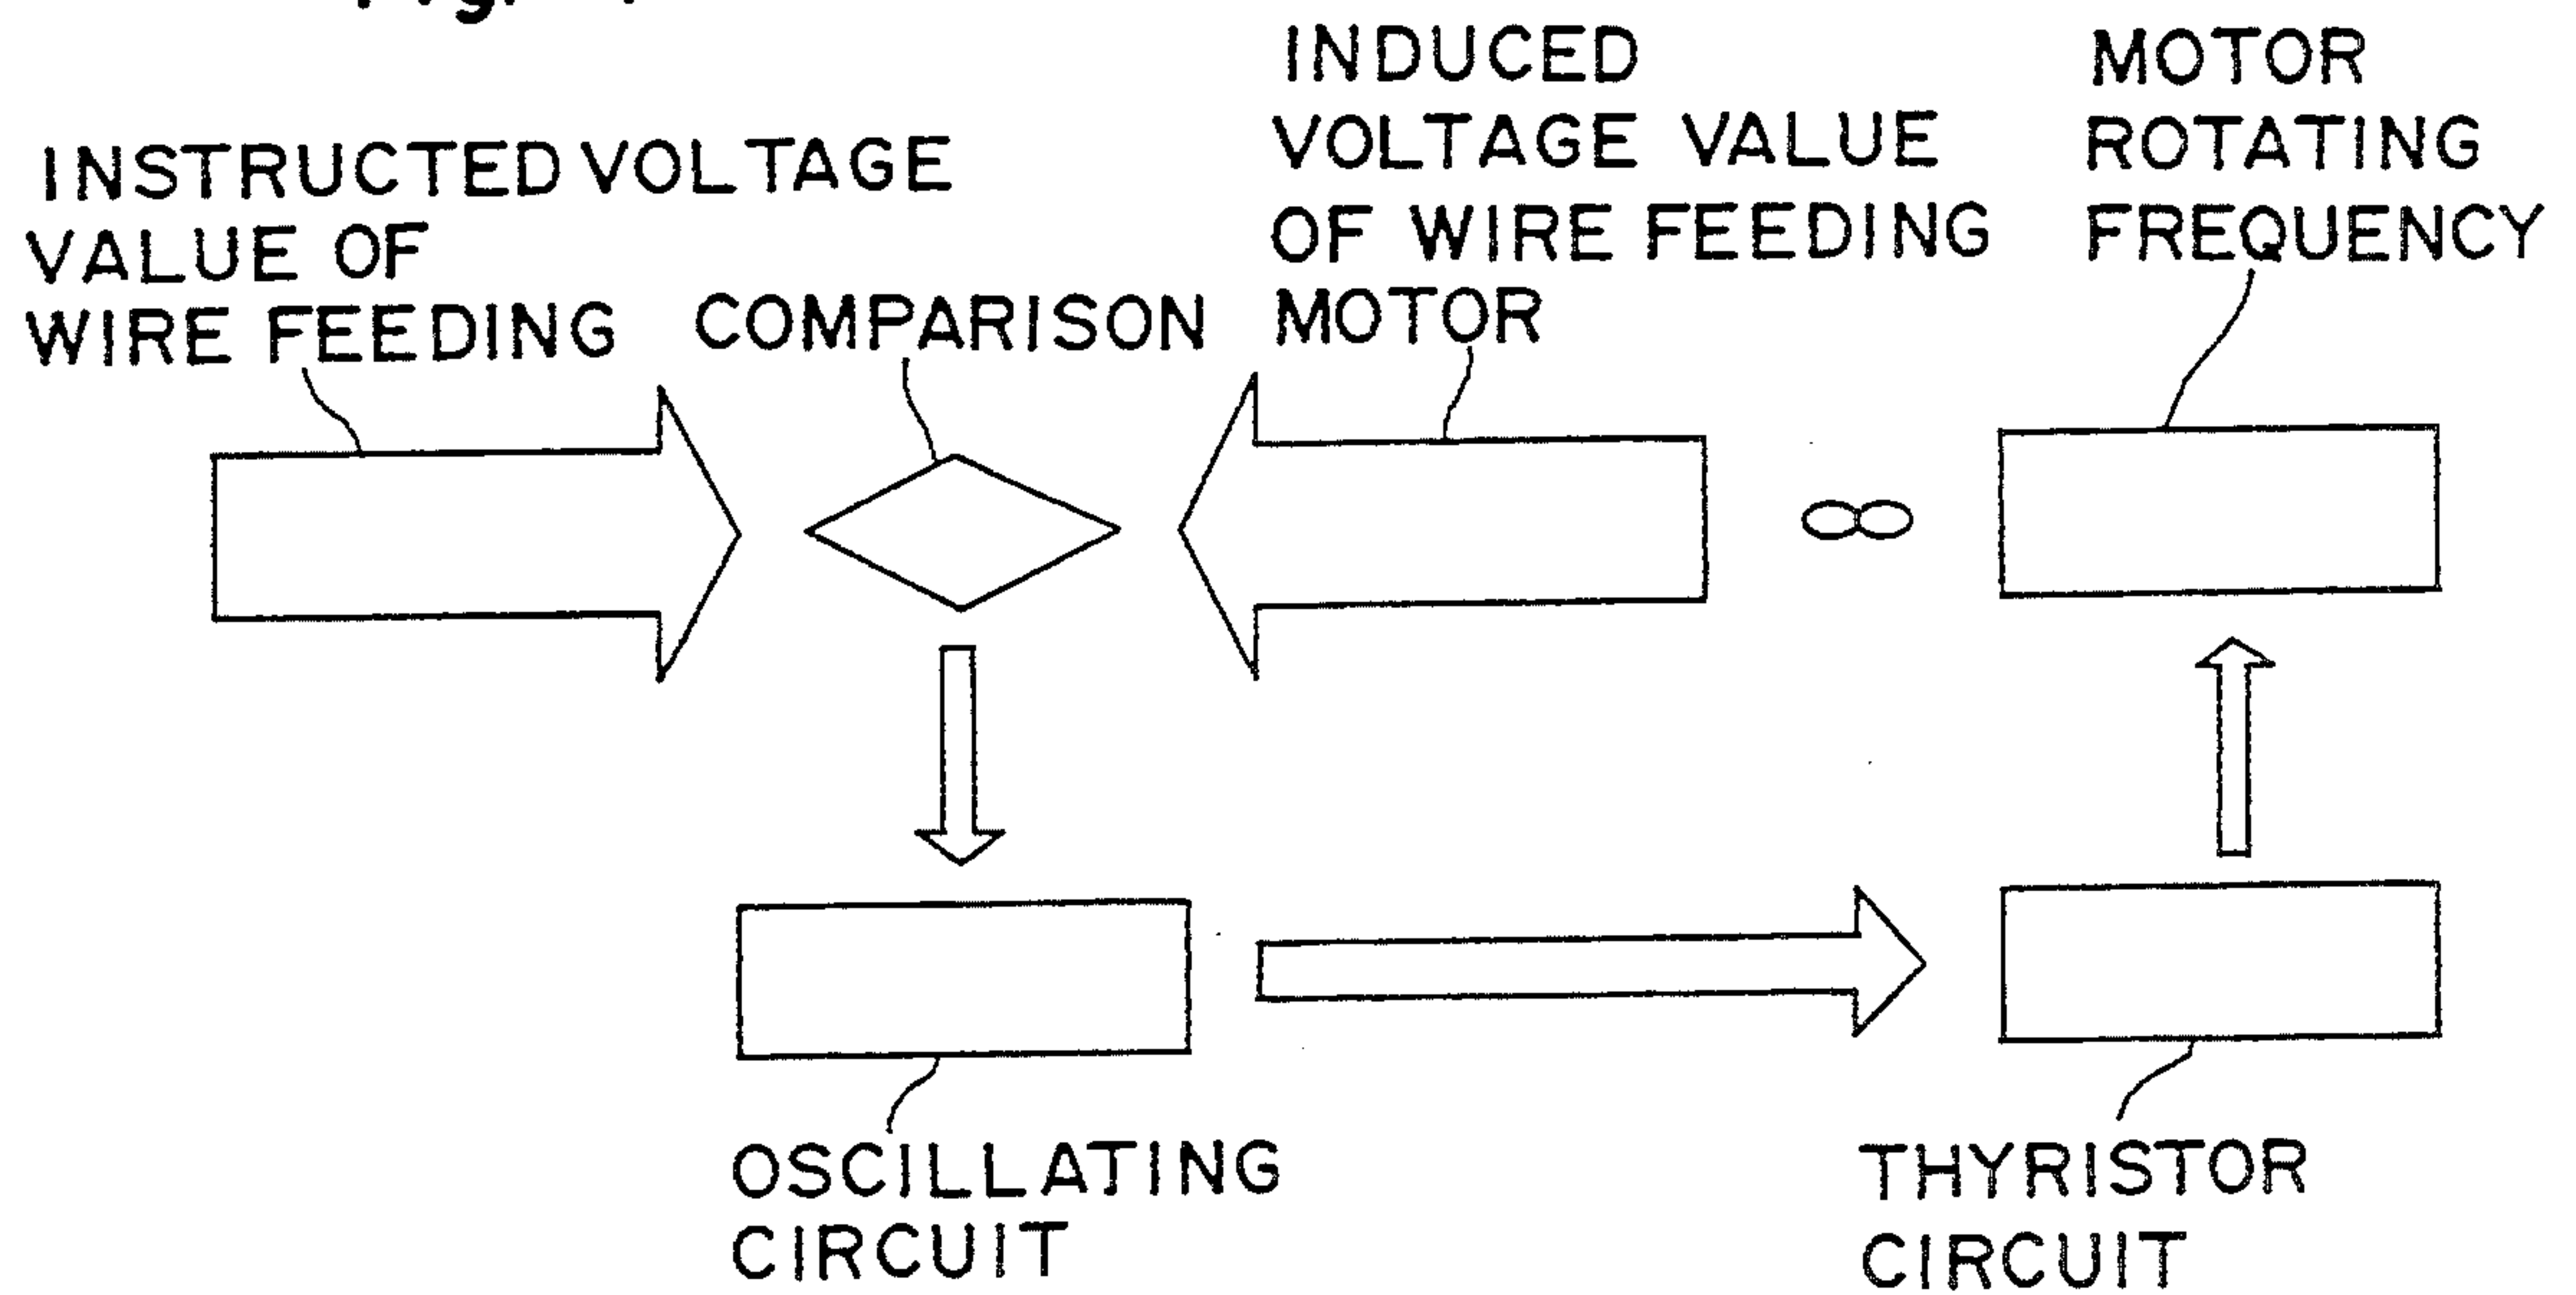 Fig.
INSTRUCTED VOLTAGE
VALUE OF
WIRE FEEDING
COMPARISON
INDUCED
VOLTAGE VALUE
OF WIRE FEEDING
MOTOR
MOTOR
ROTATING
FREQUENCY
∞
OSCILLATING
CIRCUIT
THYRISTOR
CIRCUIT